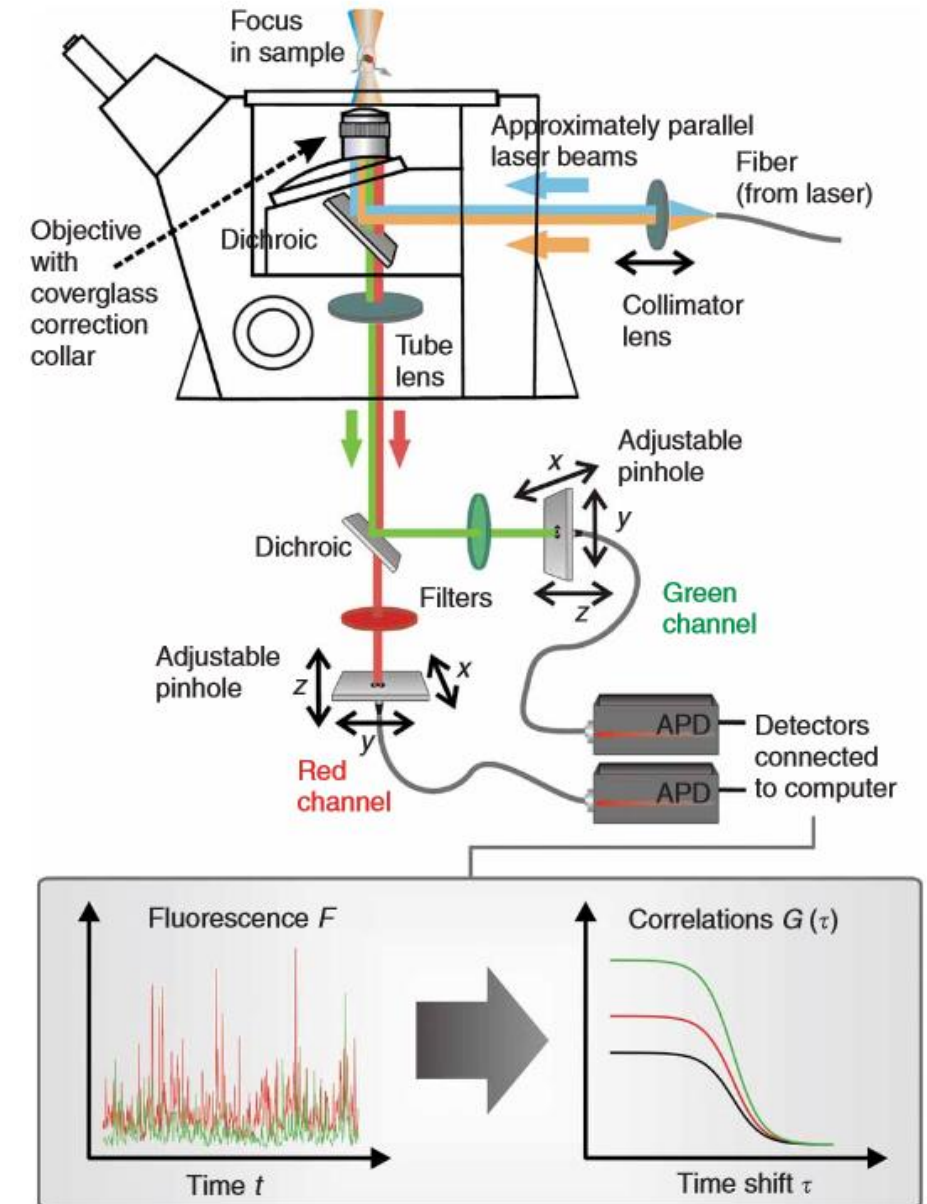 Focus
in sample
Approximately parallel
laser beams
Fiber
(from laser)
Objective
with
coverglass
correction
collar
Dichroic
Collimator
lens
Tube
lens
Adjustable
pinhole
x
y
z
Dichroic
Filters
Green
channel
Adjustable
pinhole
z
x
y
Red
channel
APD
APD
Detectors
connected
to computer
Fluorescence F
Time t
Correlations G (τ)
Time shift τ